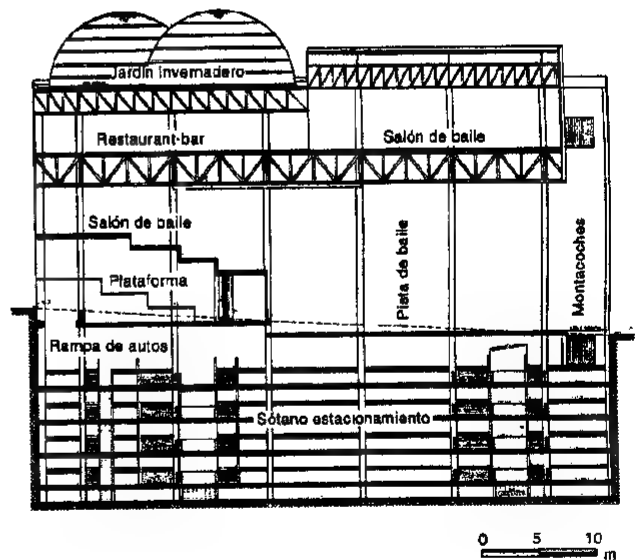 Jardín invernadero
Restaurant-bar
Salón de baile
Salón de baile
Plataforma
Pista de baile
Montacoches
Rampa de autos
Sótano estacionamiento
0 5 10
m